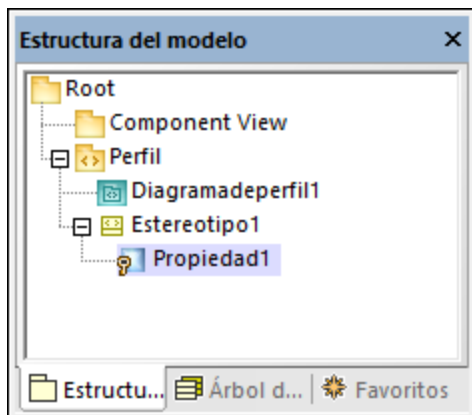 Estructura del modelo
Root
Component View
Perfil
Diagramadeperfil1
Estereotipo1
Propiedad1
Estructu... Árbol d... Favoritos